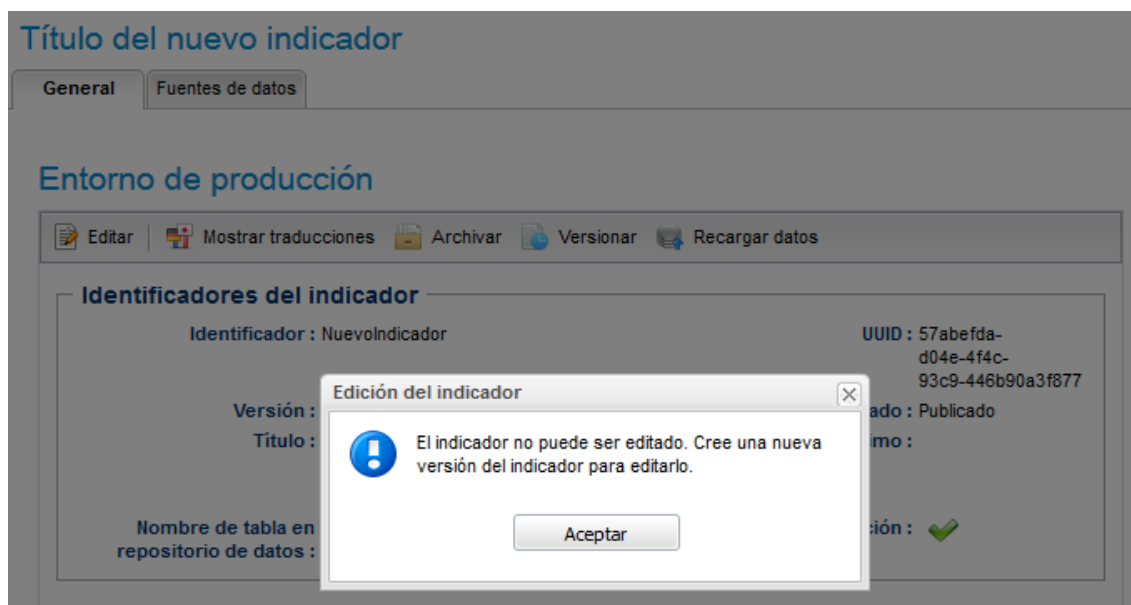 Título del nuevo indicador
General Fuentes de datos
Entorno de producción
Editar Mostrar traducciones Archivar Versionar Recargar datos
Identificadores del indicador
Identificador : NuevoIndicador UUID : 57abefda-
d04e-4f4c-
93c9-446b90a3f877
Edición del indicador
Versión : ado : Publicado
El indicador no puede ser editado. Cree una nueva
Título : imo :
versión del indicador para editarlo.
Nombre de tabla en ción :
repositorio de datos :
Aceptar